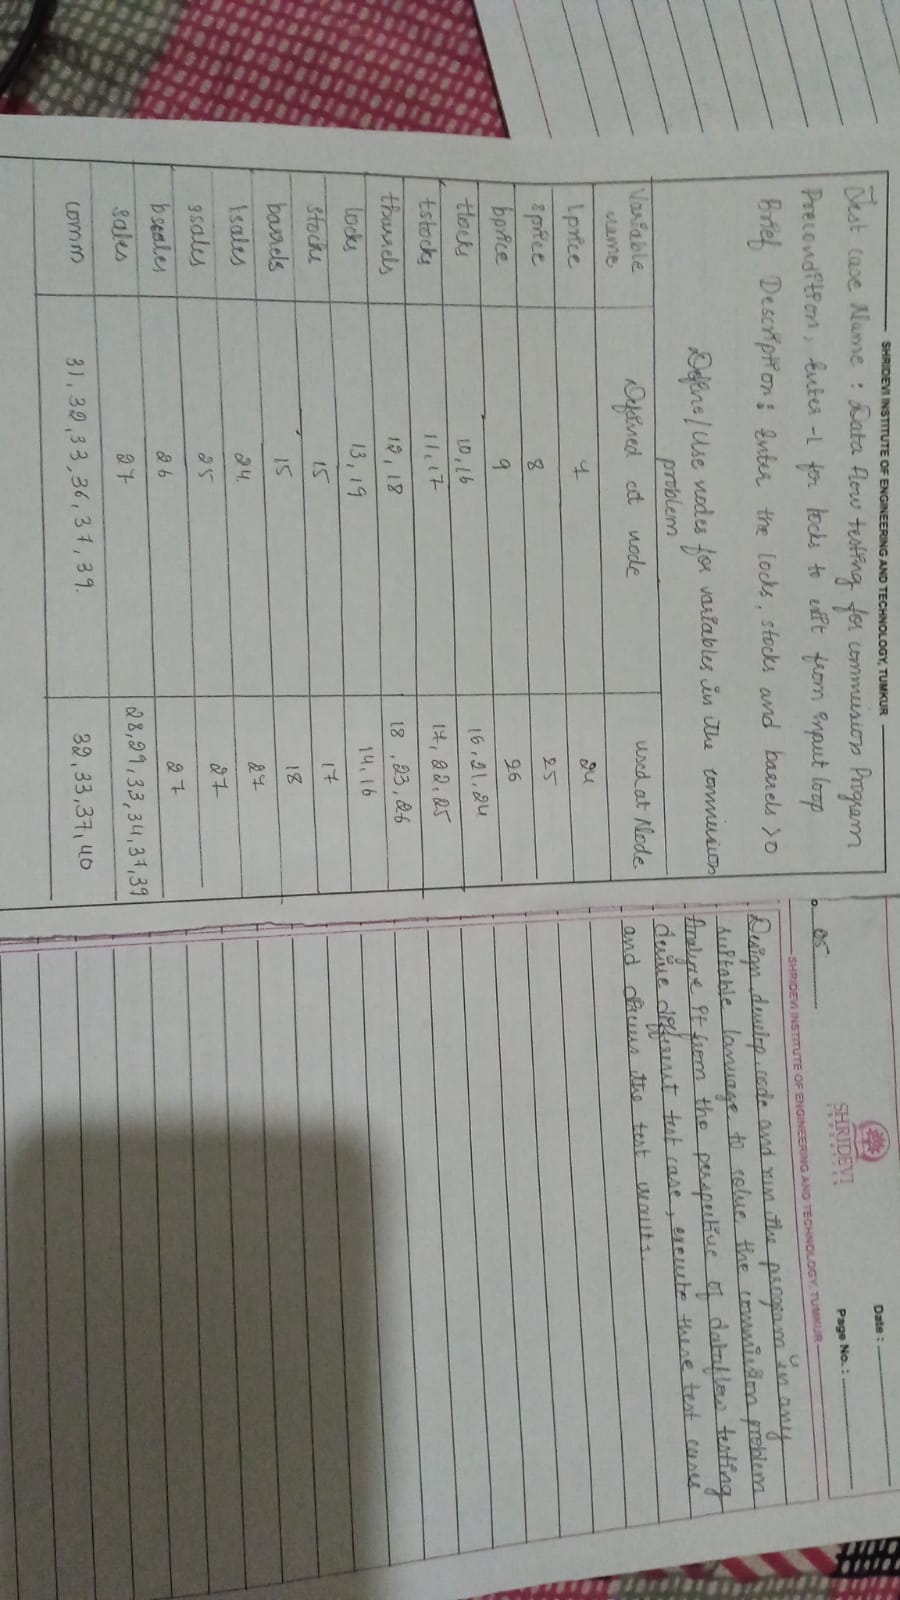 SHRIDEVI INSTITUTE OF ENGINEERING AND TECHNOLOGY, TUMKUR
Test case Name : Data flow testing for commission Program
Precondition, Enter -1 for locks to exit from input loop
Brief Description : Enter the locks, stocks and barrels >0
Define/Use nodes for variables in the commission
problem
Variable name Defined at node used at Node
lprice 7 24
sprice 8 25
bprice 9 26
tlocks 10,16 16,21,24
tstocks 11,17 17,22,25
tbarrels 12,18 18,23,26
locks 13,19 14,16
stocks 15 17
barrels 15 18
lsales 24 27
ssales 25 27
bsales 26 27
sales 27 28,29,33,34,37,39
comm 31,32,33,36,37,39. 32,33,37,40
SHRIDEVI
Date :
Page No. :
o. 05
SHRIDEVI INSTITUTE OF ENGINEERING AND TECHNOLOGY, TUMKUR
Design, develop, code and run the program in any
suitable language to solve the commission problem
Analyze it from the perspective of dataflow testing
derive different test case, execute these test cases
and discuss the test results.